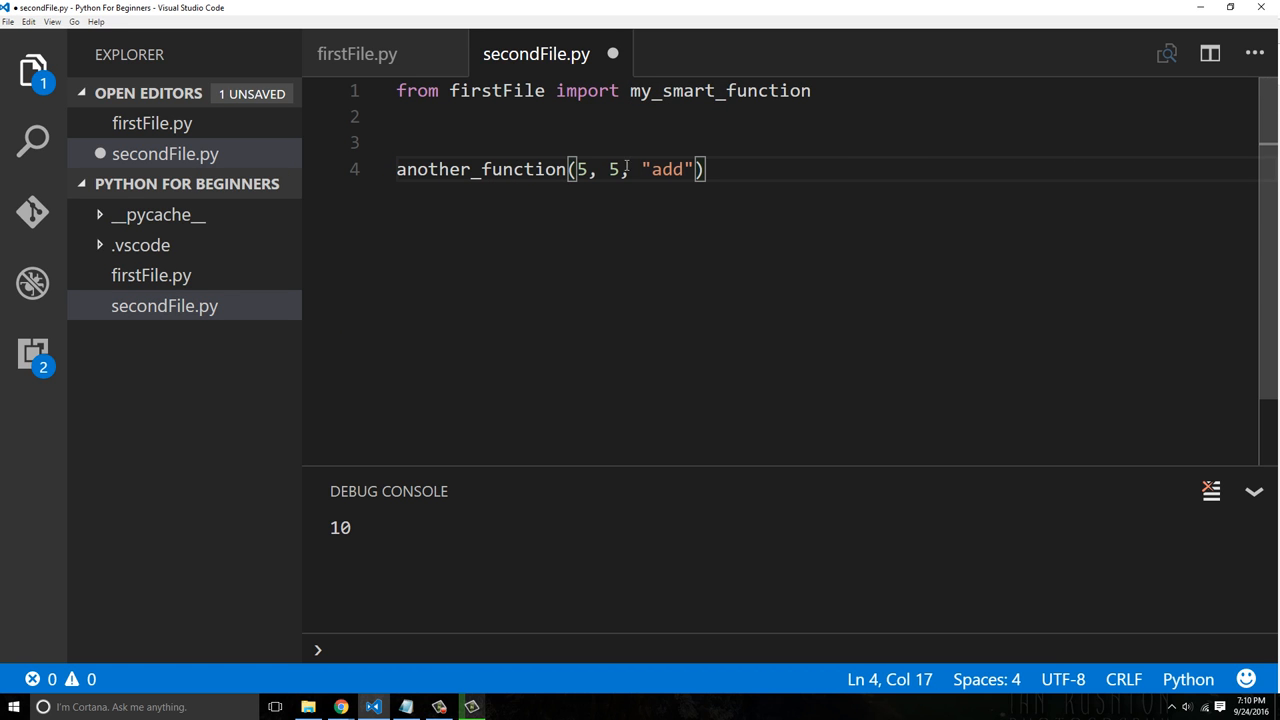 ● secondFile.py - Python For Beginners - Visual Studio Code
File Edit View Go Help
EXPLORER
firstFile.py
secondFile.py
OPEN EDITORS 1 UNSAVED
firstFile.py
secondFile.py
PYTHON FOR BEGINNERS
__pycache__
.vscode
firstFile.py
secondFile.py
1
2
1 from firstFile import my_smart_function
2
3
4 another_function(5, 5, "add")
DEBUG CONSOLE
10
0 0
Ln 4, Col 17 Spaces: 4 UTF-8 CRLF Python
I'm Cortana. Ask me anything.
7:10 PM
9/24/2016